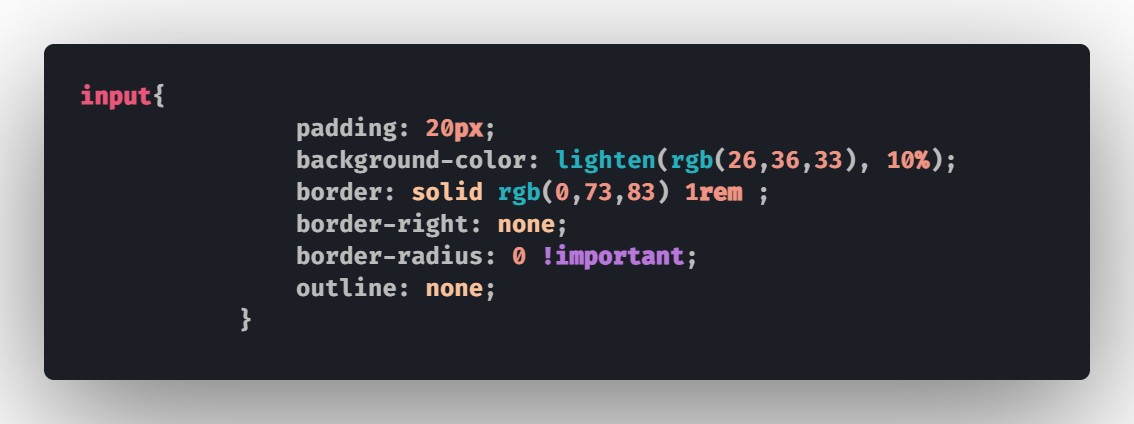 input{
padding: 20px;
background-color: lighten(rgb(26,36,33), 10%);
border: solid rgb(0,73,83) 1rem ;
border-right: none;
border-radius: 0 !important;
outline: none;
}